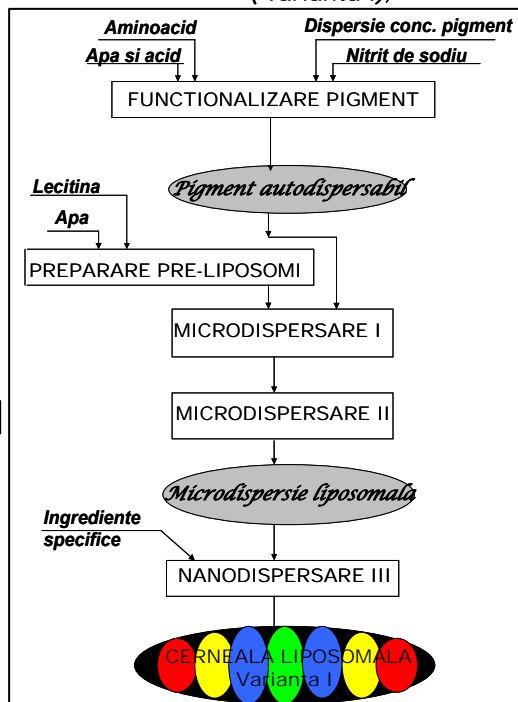 (Varianta I),
Aminoacid
Dispersie conc. pigment
Apa si acid
Nitrit de sodiu
FUNCTIONALIZARE PIGMENT
Pigment autodispersabil
Lecitina
Apa
PREPARARE PRE-LIPOSOMI
MICRODISPERSARE I
MICRODISPERSARE II
Microdispersie liposomala
Ingrediente
specifice
NANODISPERSARE III
CERNEALA LIPOSOMALA
Varianta I